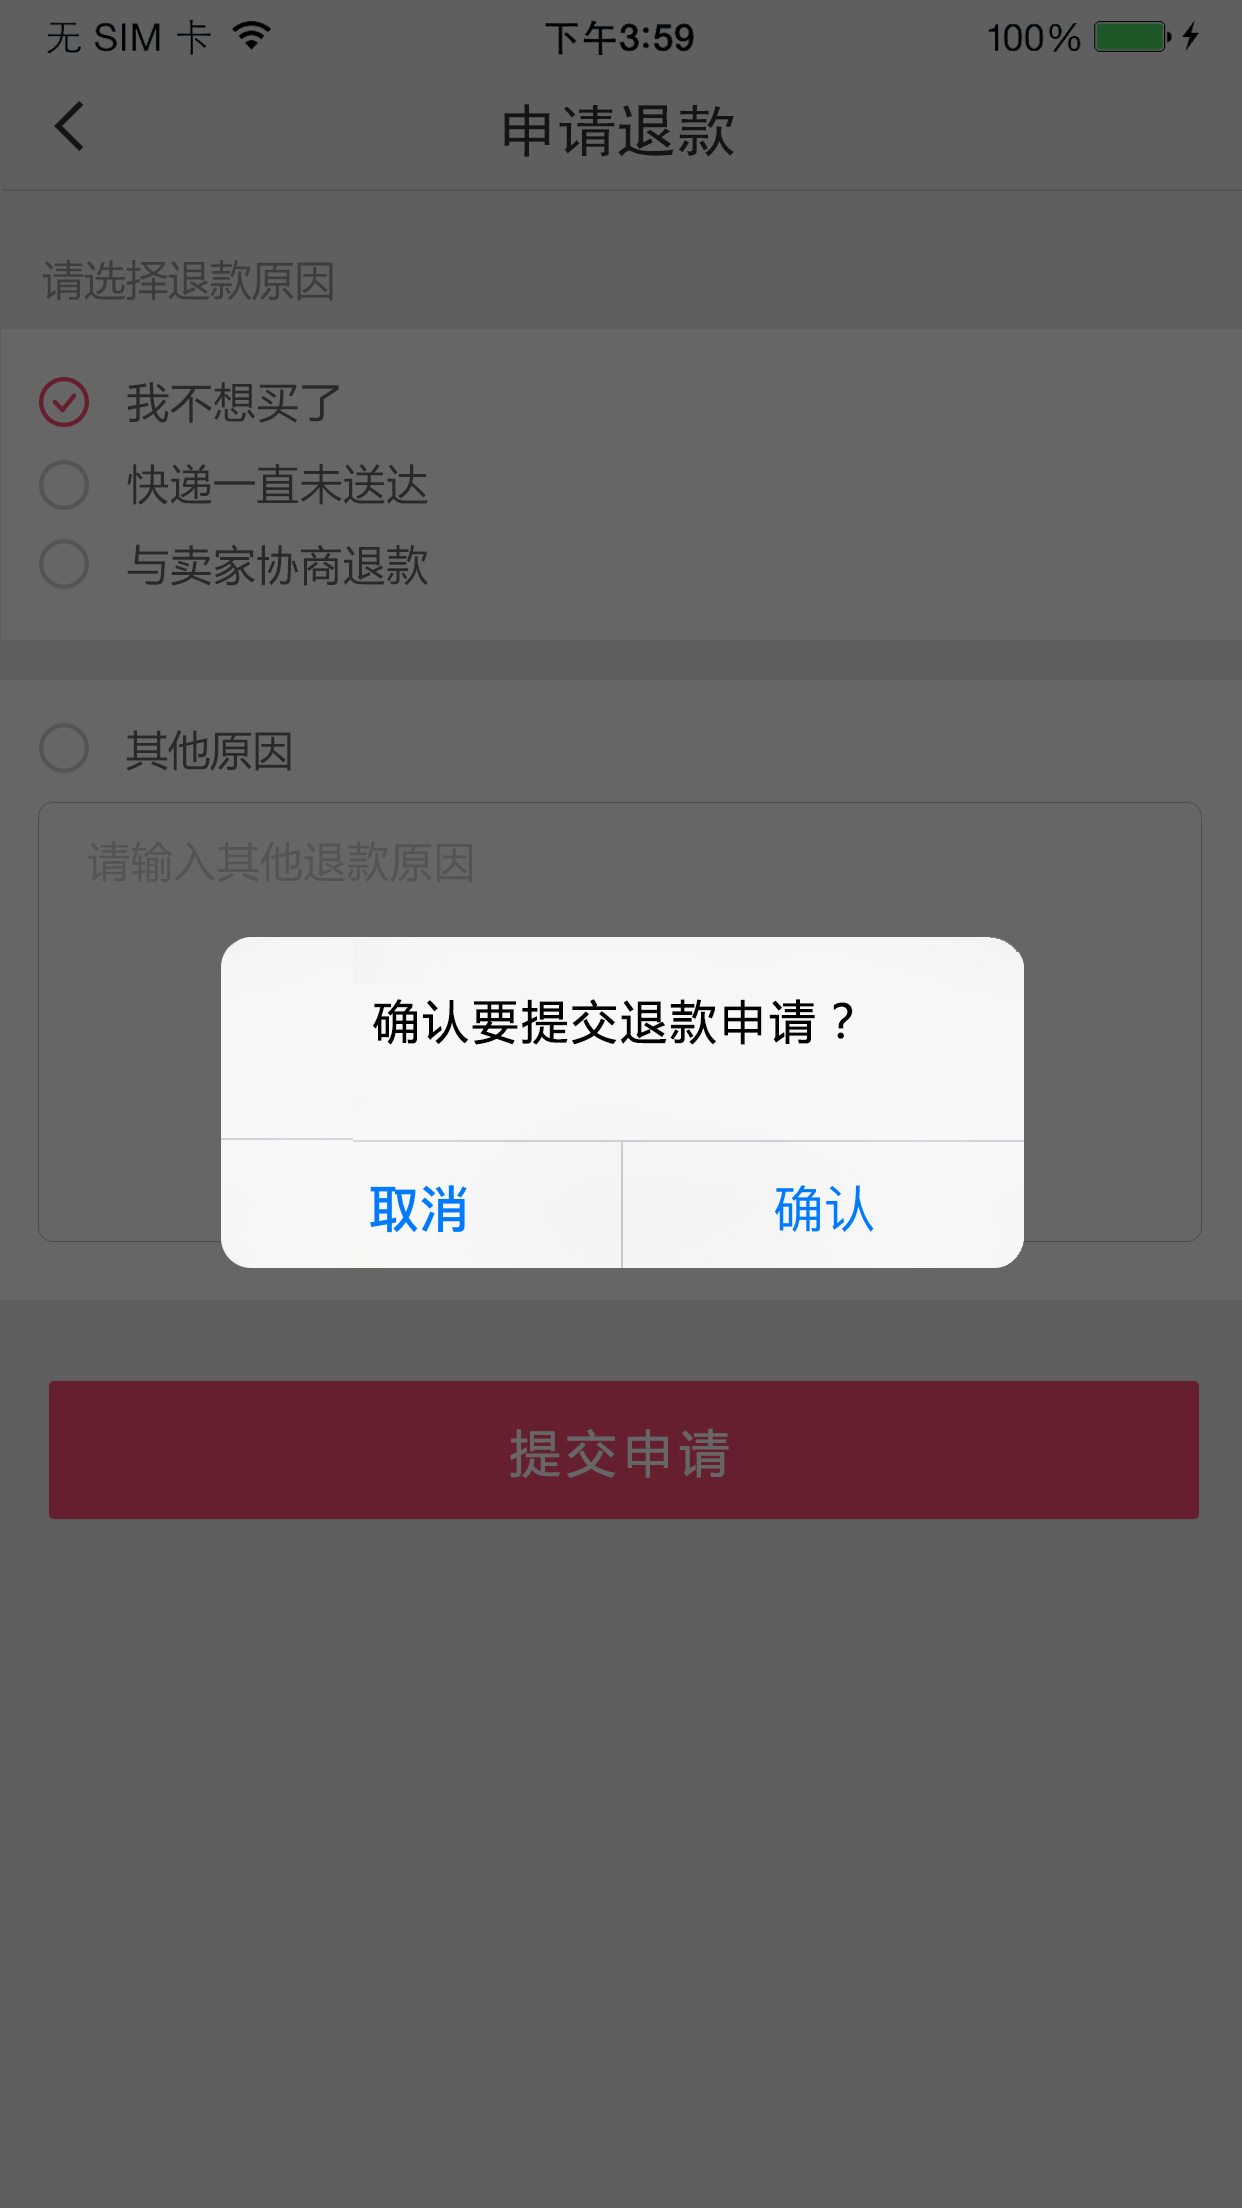 无 SIM 卡 下午3:59 100%
申请退款
请选择退款原因
我不想买了
快递一直未送达
与卖家协商退款
其他原因
请输入其他退款原因
确认要提交退款申请？
取消 确认
提交申请